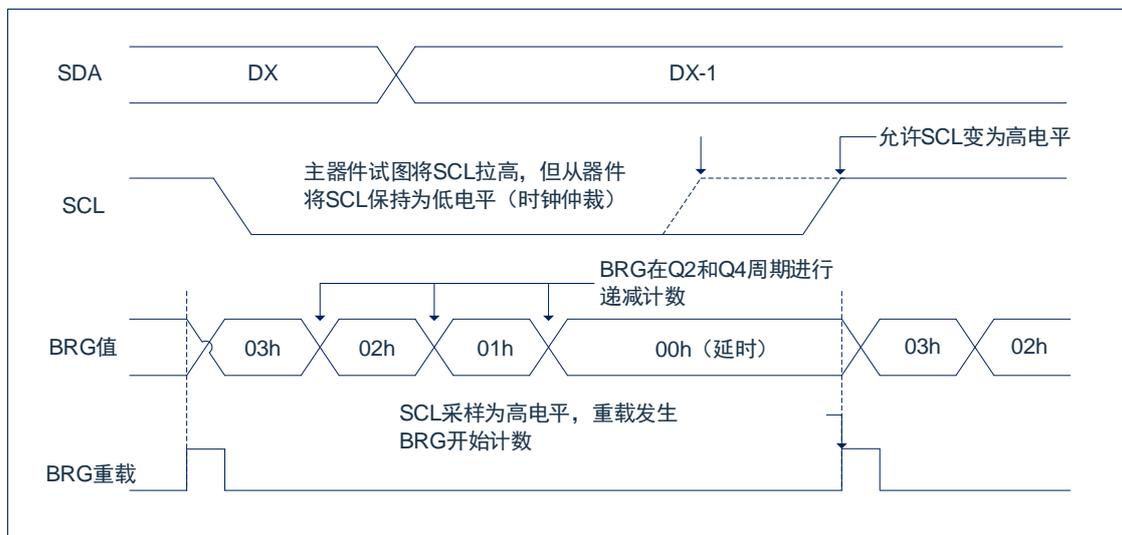 SDA
DX
DX-1
允许SCL变为高电平
主器件试图将SCL拉高，但从器件
将SCL保持为低电平（时钟仲裁）
SCL
BRG在Q2和Q4周期进行
递减计数
BRG值
03h
02h
01h
00h（延时）
03h
02h
SCL采样为高电平，重载发生
BRG开始计数
BRG重载